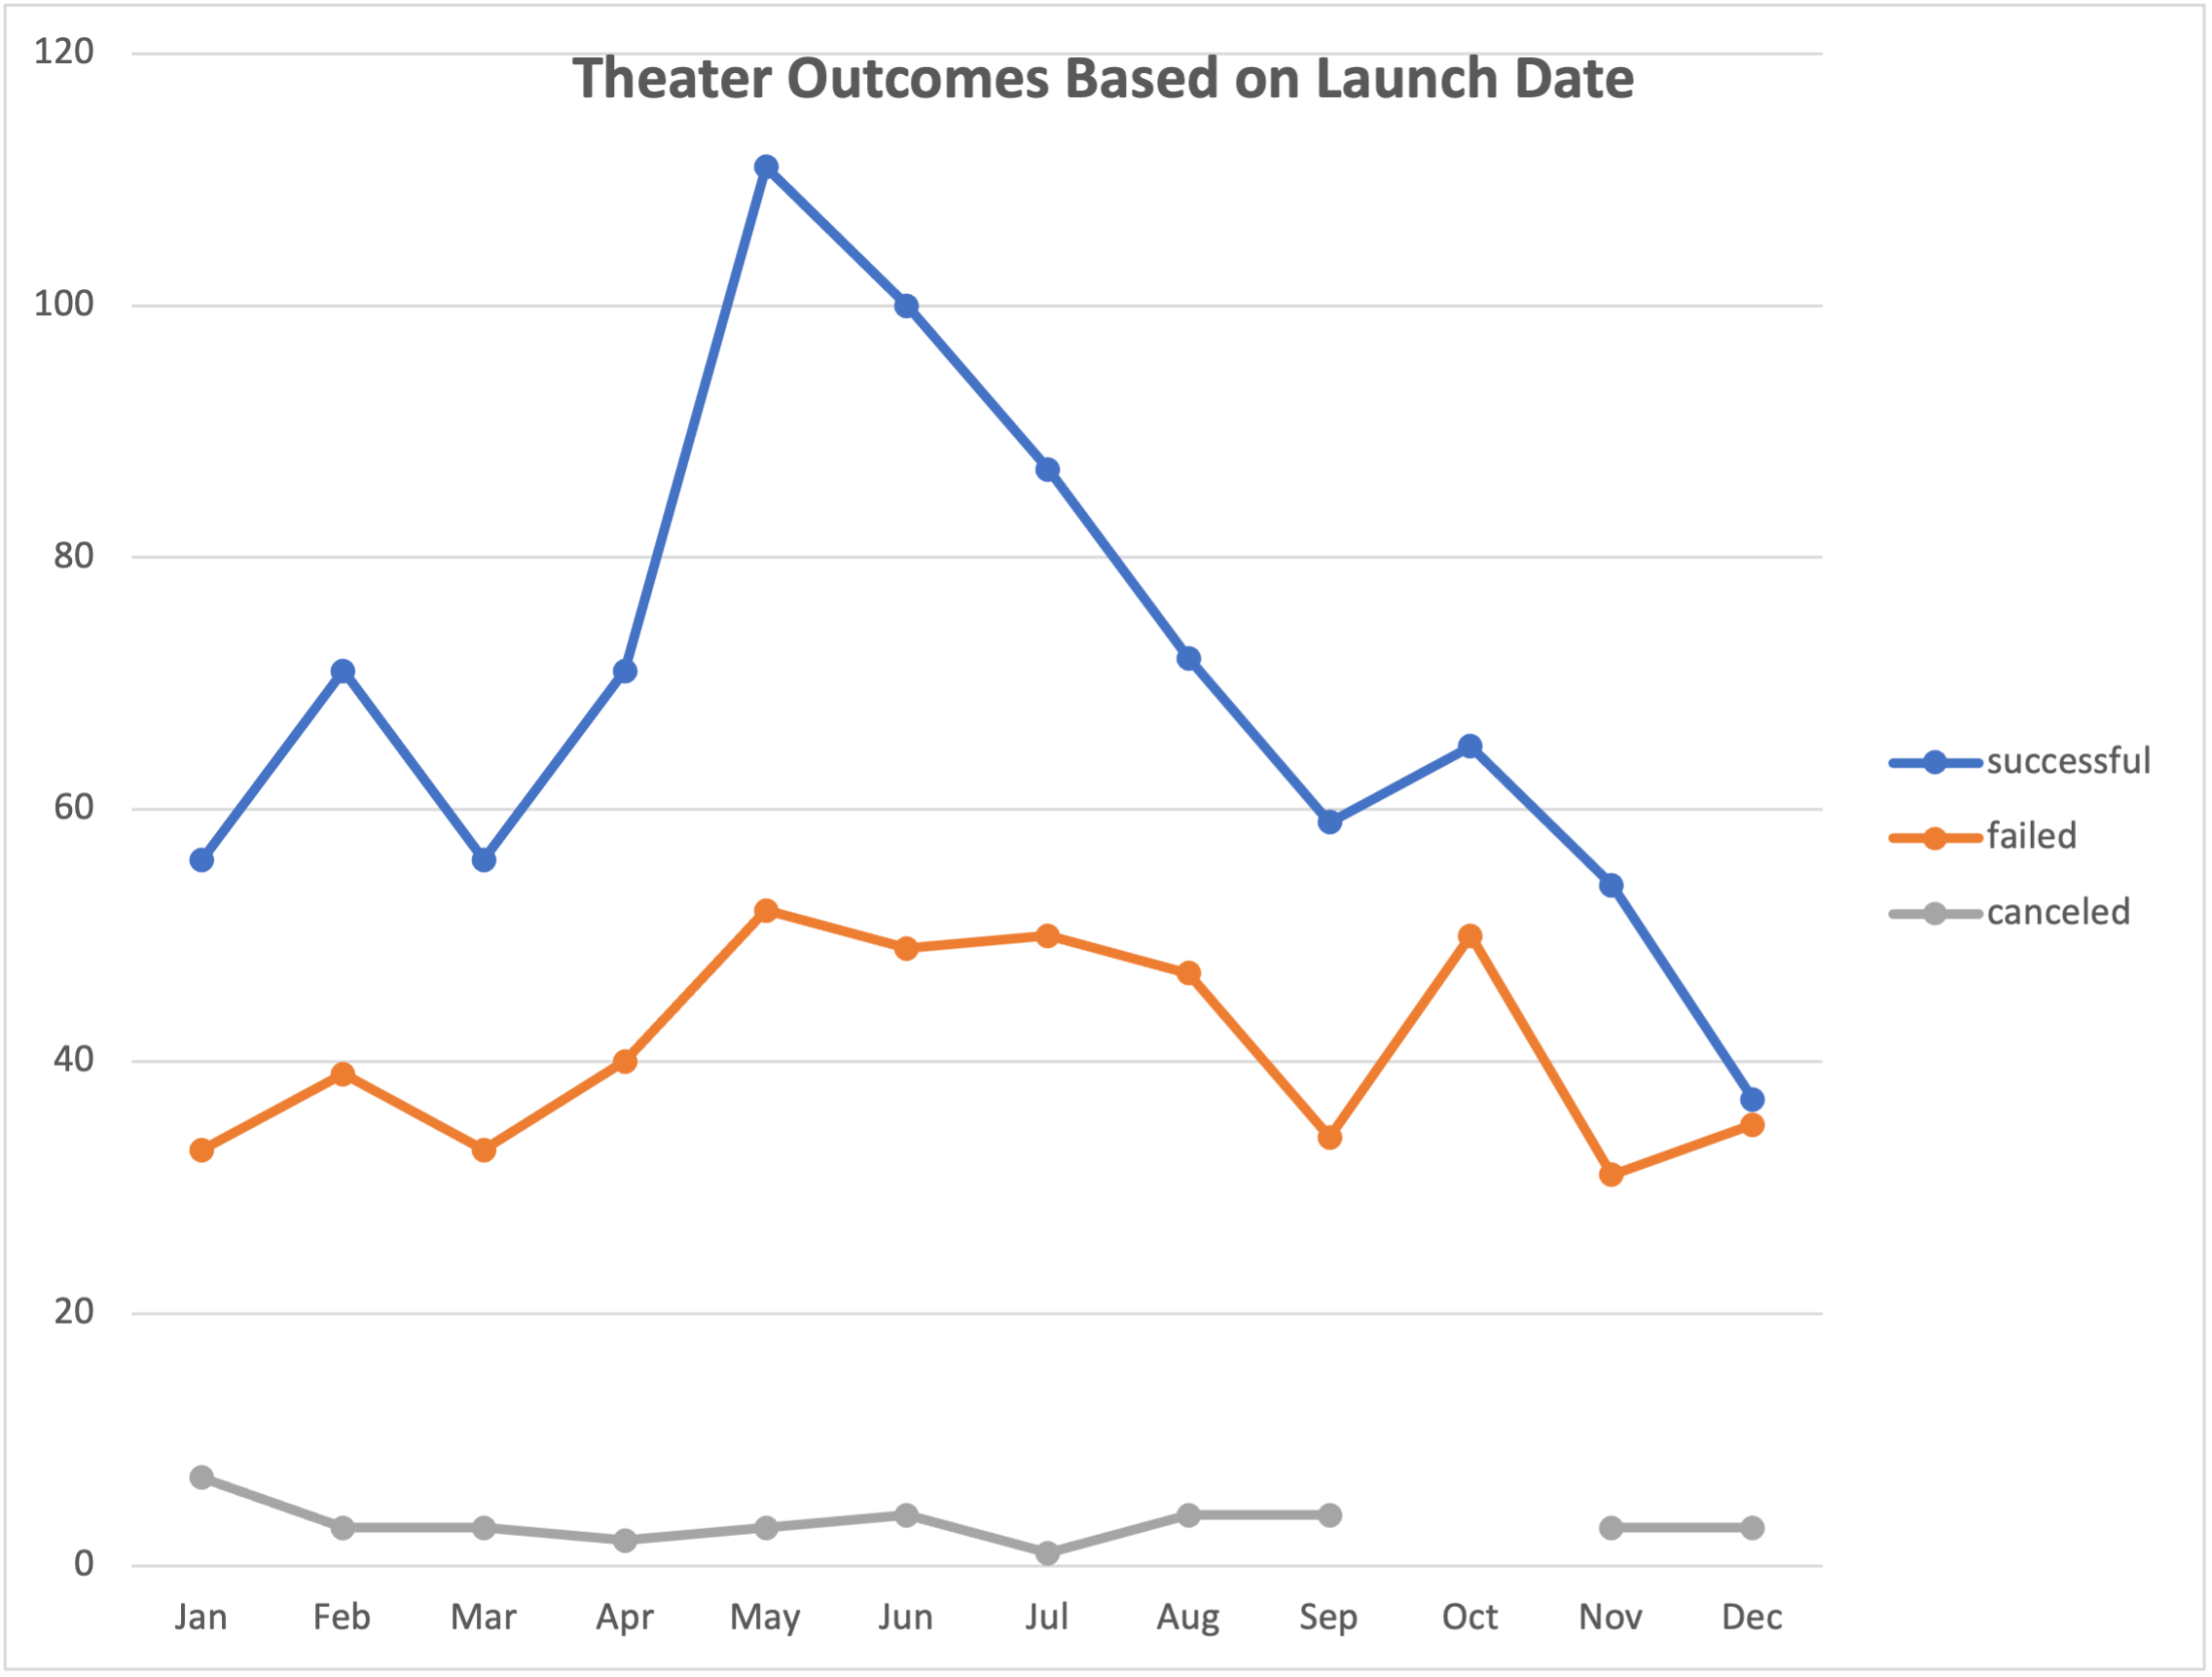 Theater Outcomes Based on Launch Date
120
100
80
60
40
20
0
Jan Feb Mar Apr May Jun Jul Aug Sep Oct Nov Dec
successful
failed
canceled